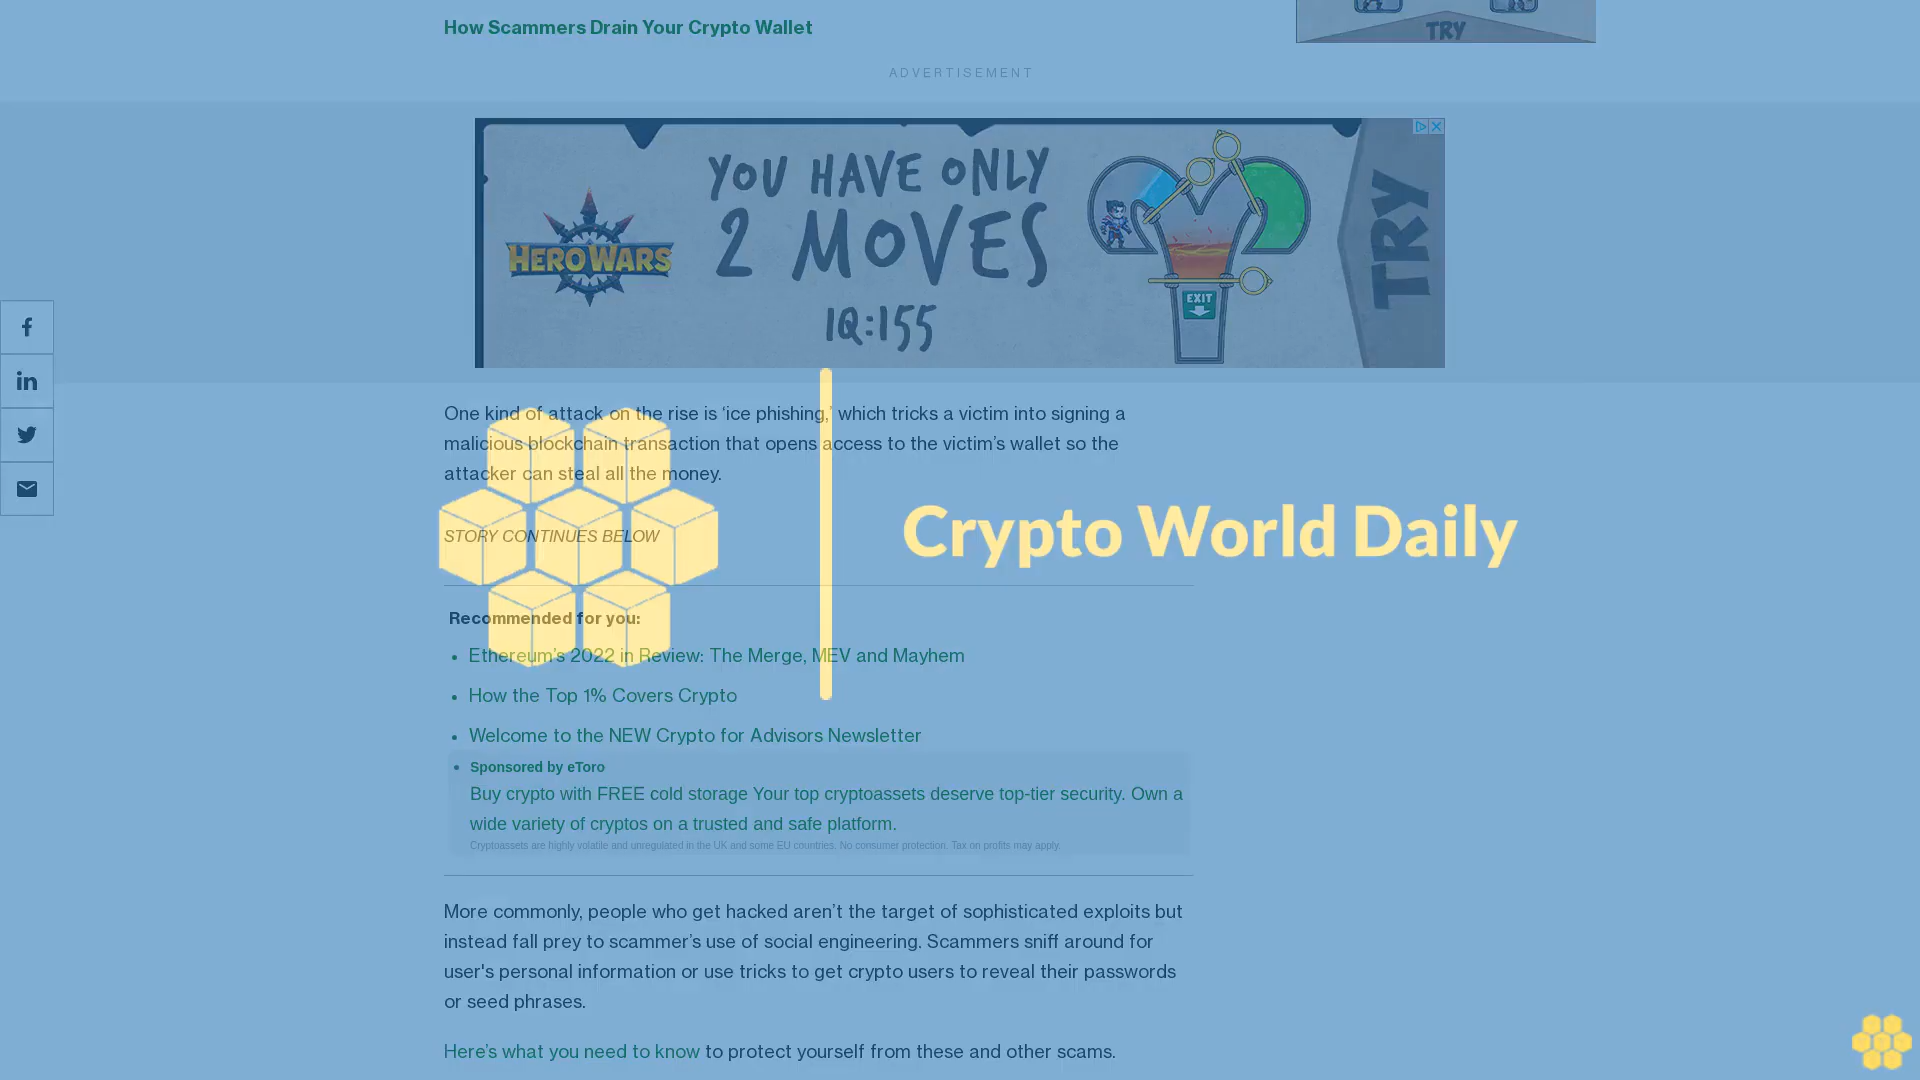 How Scammers Drain Your Crypto Wallet
TRY
ADVERTISEMENT
YOU HAVE ONLY
2 MOVES
IQ:155
HEROWARS
EXIT
TRY
One kind of attack on the rise is ‘ice phishing,’ which tricks a victim into signing a
malicious blockchain transaction that opens access to the victim’s wallet so the
attacker can steal all the money.
Crypto World Daily
STORY CONTINUES BELOW
Recommended for you:
• Ethereum’s 2022 in Review: The Merge, MEV and Mayhem
• How the Top 1% Covers Crypto
• Welcome to the NEW Crypto for Advisors Newsletter
• Sponsored by eToro
Buy crypto with FREE cold storage Your top cryptoassets deserve top-tier security. Own a
wide variety of cryptos on a trusted and safe platform.
Cryptoassets are highly volatile and unregulated in the UK and some EU countries. No consumer protection. Tax on profits may apply.
More commonly, people who get hacked aren’t the target of sophisticated exploits but
instead fall prey to scammer’s use of social engineering. Scammers sniff around for
user's personal information or use tricks to get crypto users to reveal their passwords
or seed phrases.
Here’s what you need to know to protect yourself from these and other scams.